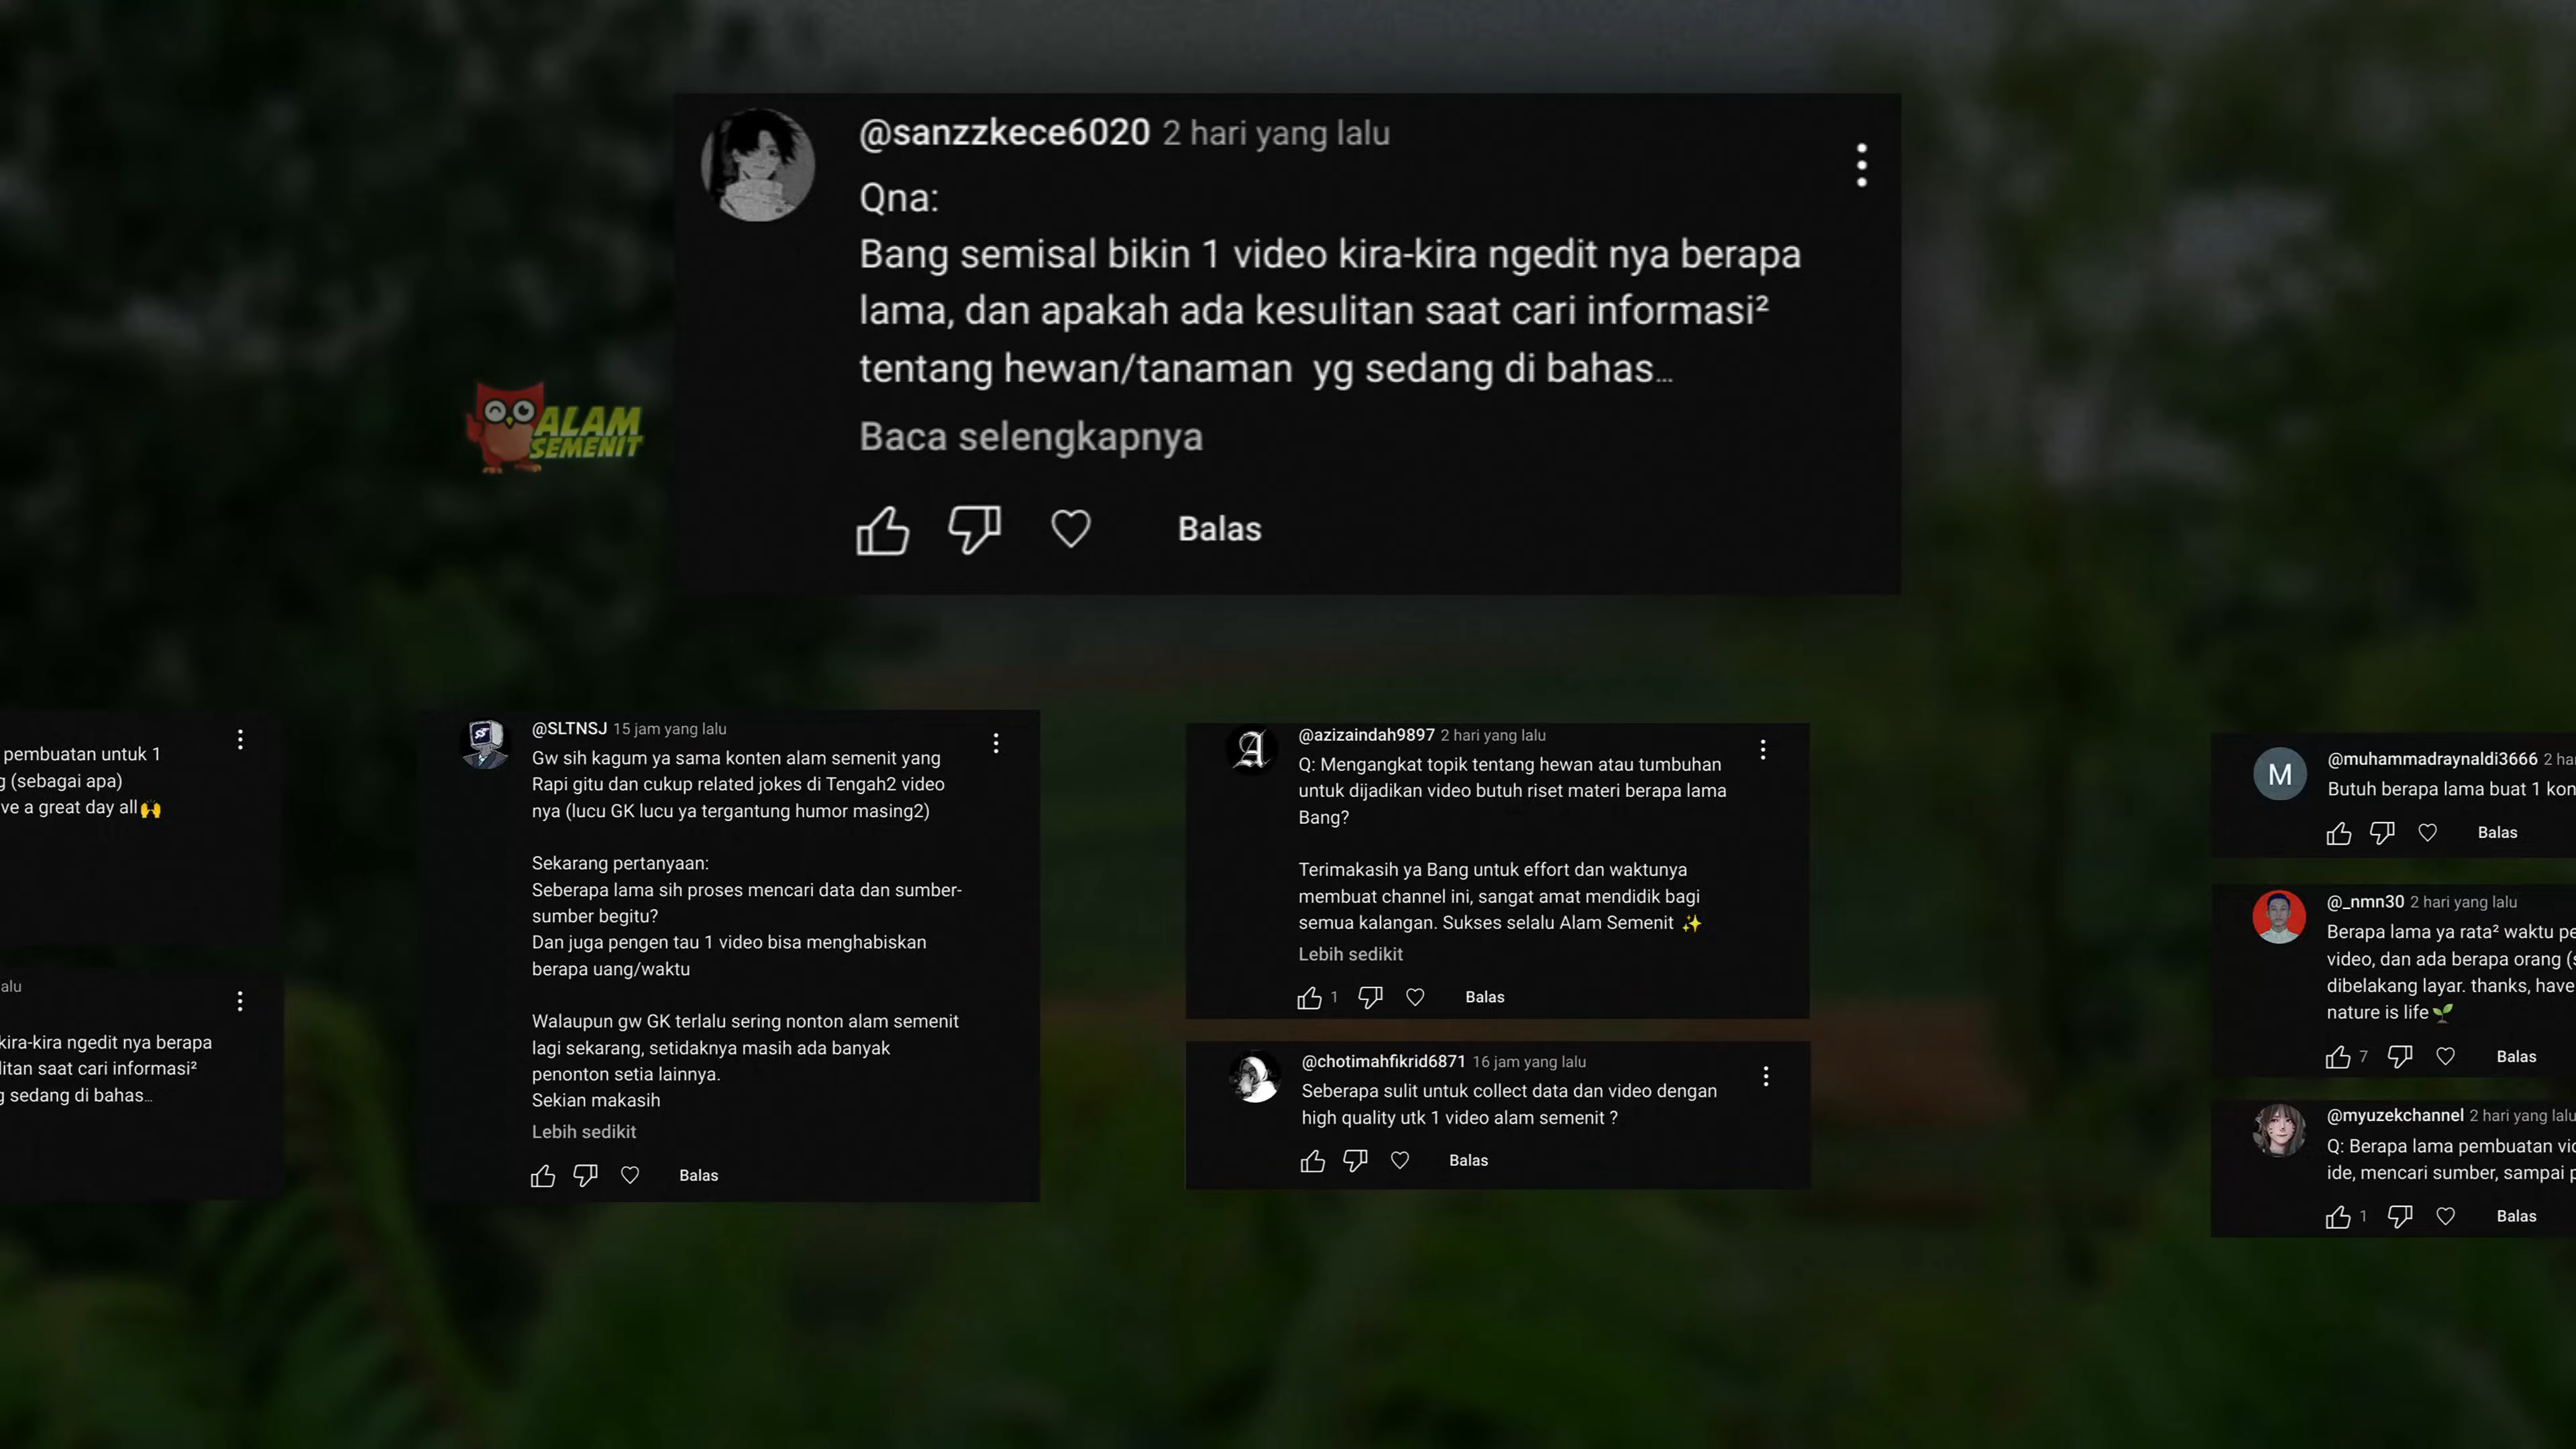 @sanzzkece6020 2 hari yang lalu
Qna:
Bang semisal bikin 1 video kira-kira ngedit nya berapa
lama, dan apakah ada kesulitan saat cari informasi²
tentang hewan/tanaman yg sedang di bahas...
Baca selengkapnya
Balas
ALAM
SEMENIT
pembuatan untuk 1
g (sebagai apa)
ve a great day all🙌
alu
kira-kira ngedit nya berapa
litan saat cari informasi²
g sedang di bahas...
@SLTNSJ 15 jam yang lalu
Gw sih kagum ya sama konten alam semenit yang
Rapi gitu dan cukup related jokes di Tengah2 video
nya (lucu GK lucu ya tergantung humor masing2)
Sekarang pertanyaan:
Seberapa lama sih proses mencari data dan sumber-
sumber begitu?
Dan juga pengen tau 1 video bisa menghabiskan
berapa uang/waktu
Walaupun gw GK terlalu sering nonton alam semenit
lagi sekarang, setidaknya masih ada banyak
penonton setia lainnya.
Sekian makasih
Lebih sedikit
Balas
A
@azizaindah9897 2 hari yang lalu
Q: Mengangkat topik tentang hewan atau tumbuhan
untuk dijadikan video butuh riset materi berapa lama
Bang?
Terimakasih ya Bang untuk effort dan waktunya
membuat channel ini, sangat amat mendidik bagi
semua kalangan. Sukses selalu Alam Semenit ✨
Lebih sedikit
1 Balas
@chotimahfikrid6871 16 jam yang lalu
Seberapa sulit untuk collect data dan video dengan
high quality utk 1 video alam semenit ?
Balas
M
@muhammadraynaldi3666 2 ha
Butuh berapa lama buat 1 kon
Balas
@_nmn30 2 hari yang lalu
Berapa lama ya rata² waktu pe
video, dan ada berapa orang (s
dibelakang layar. thanks, have
nature is life🌱
7 Balas
@myuzekchannel 2 hari yang lalu
Q: Berapa lama pembuatan vid
ide, mencari sumber, sampai p
1 Balas